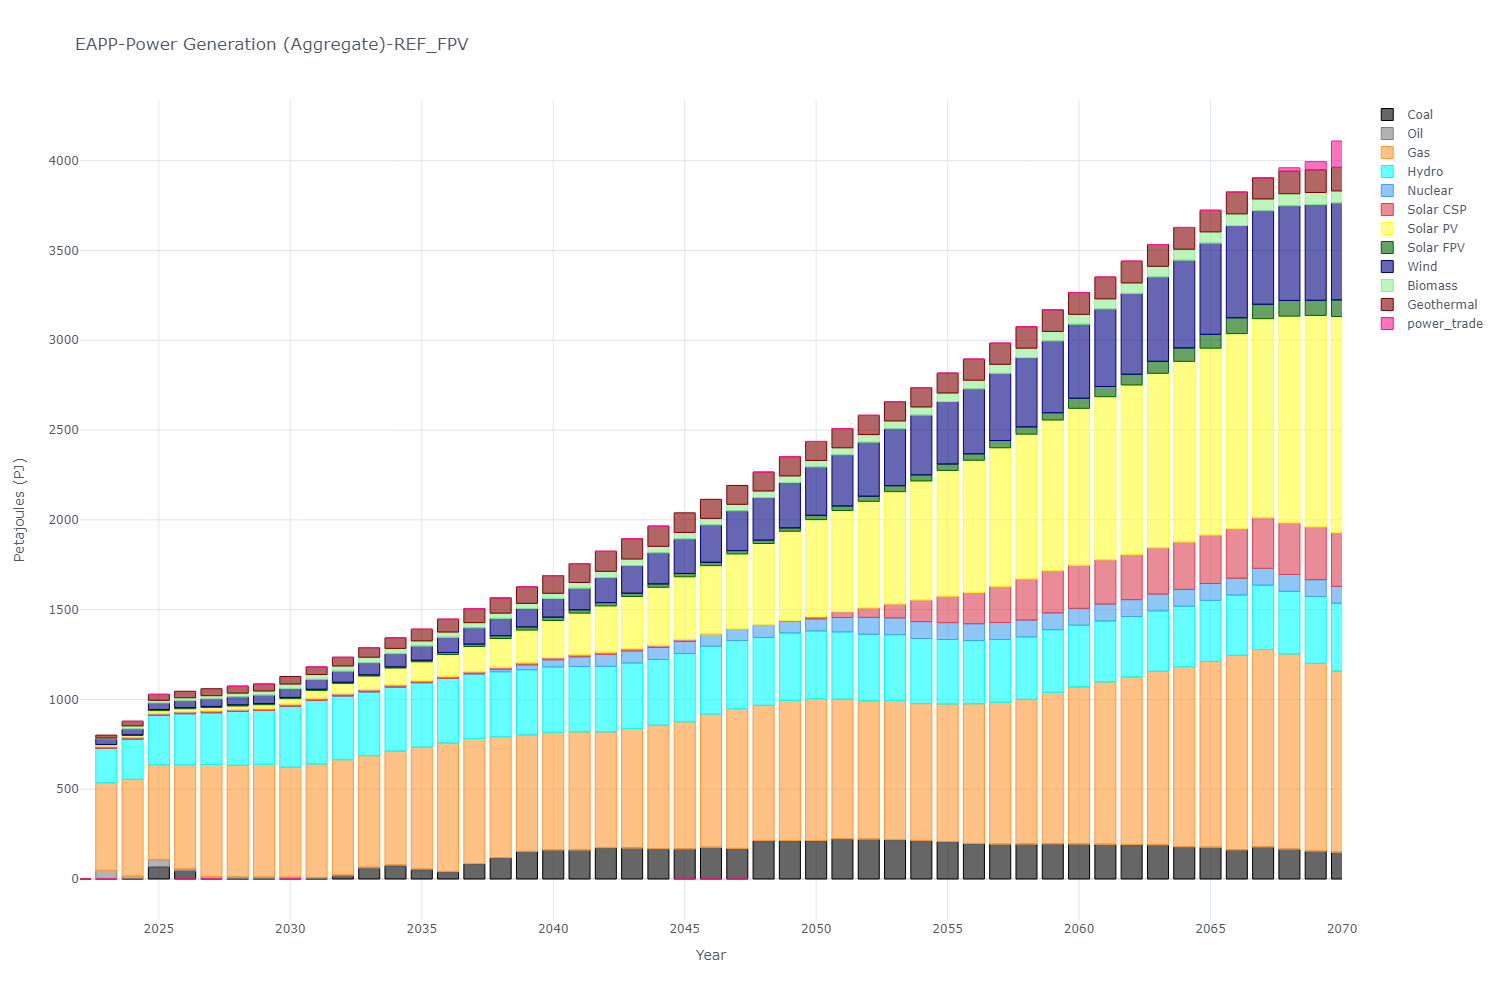 EAPP-Power Generation (Aggregate)-REF_FPV
Coal
Oil
Gas
Hydro
Nuclear
Solar CSP
Solar PV
Solar FPV
Wind
Biomass
Geothermal
power_trade
4000
3500
3000
2500
2000
1500
1000
500
0
Petajoules (PJ)
2025 2030 2035 2040 2045 2050 2055 2060 2065 2070
Year